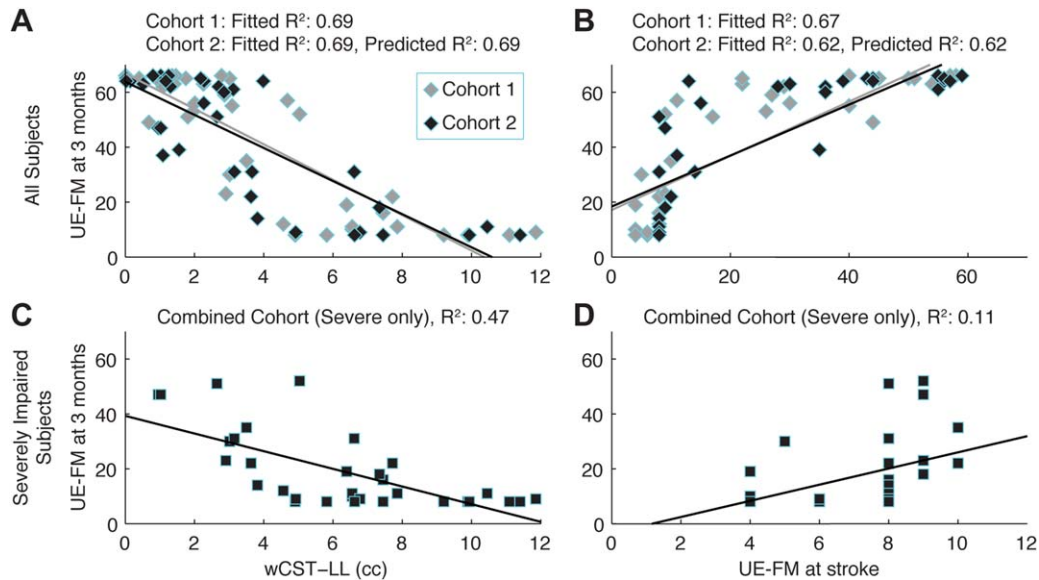 A
Cohort 1: Fitted R²: 0.69
Cohort 2: Fitted R²: 0.69, Predicted R²: 0.69
B
Cohort 1: Fitted R²: 0.67
Cohort 2: Fitted R²: 0.62, Predicted R²: 0.62
All Subjects
UE-FM at 3 months
60
40
20
0
Cohort 1
Cohort 2
0 2 4 6 8 10 12
60
40
20
0
0 20 40 60
C
Combined Cohort (Severe only), R²: 0.47
D
Combined Cohort (Severe only), R²: 0.11
Severely Impaired
Subjects
UE-FM at 3 months
60
40
20
0
0 2 4 6 8 10 12
wCST-LL (cc)
60
40
20
0
0 2 4 6 8 10 12
UE-FM at stroke